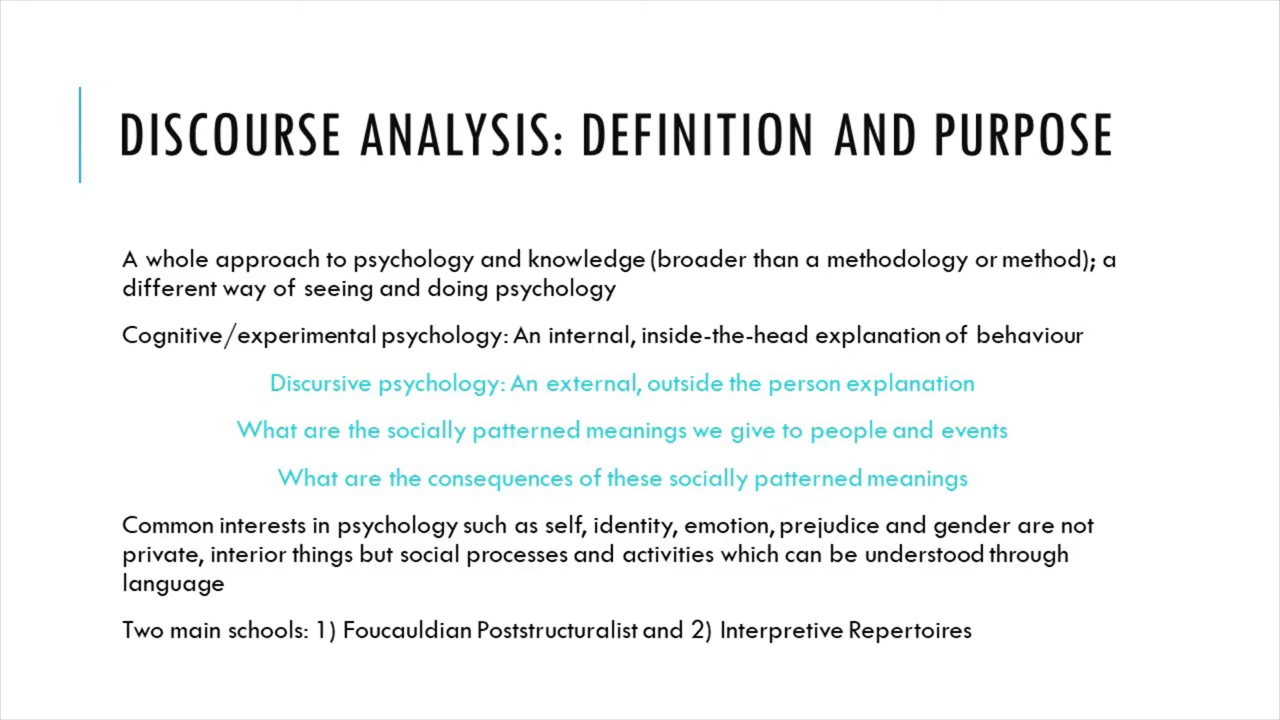 DISCOURSE ANALYSIS: DEFINITION AND PURPOSE
A whole approach to psychology and knowledge (broader than a methodology or method); a
different way of seeing and doing psychology
Cognitive/experimental psychology: An internal, inside-the-head explanation of behaviour
Discursive psychology: An external, outside the person explanation
What are the socially patterned meanings we give to people and events
What are the consequences of these socially patterned meanings
Common interests in psychology such as self, identity, emotion, prejudice and gender are not
private, interior things but social processes and activities which can be understood through
language
Two main schools: 1) Foucauldian Poststructuralist and 2) Interpretive Repertoires